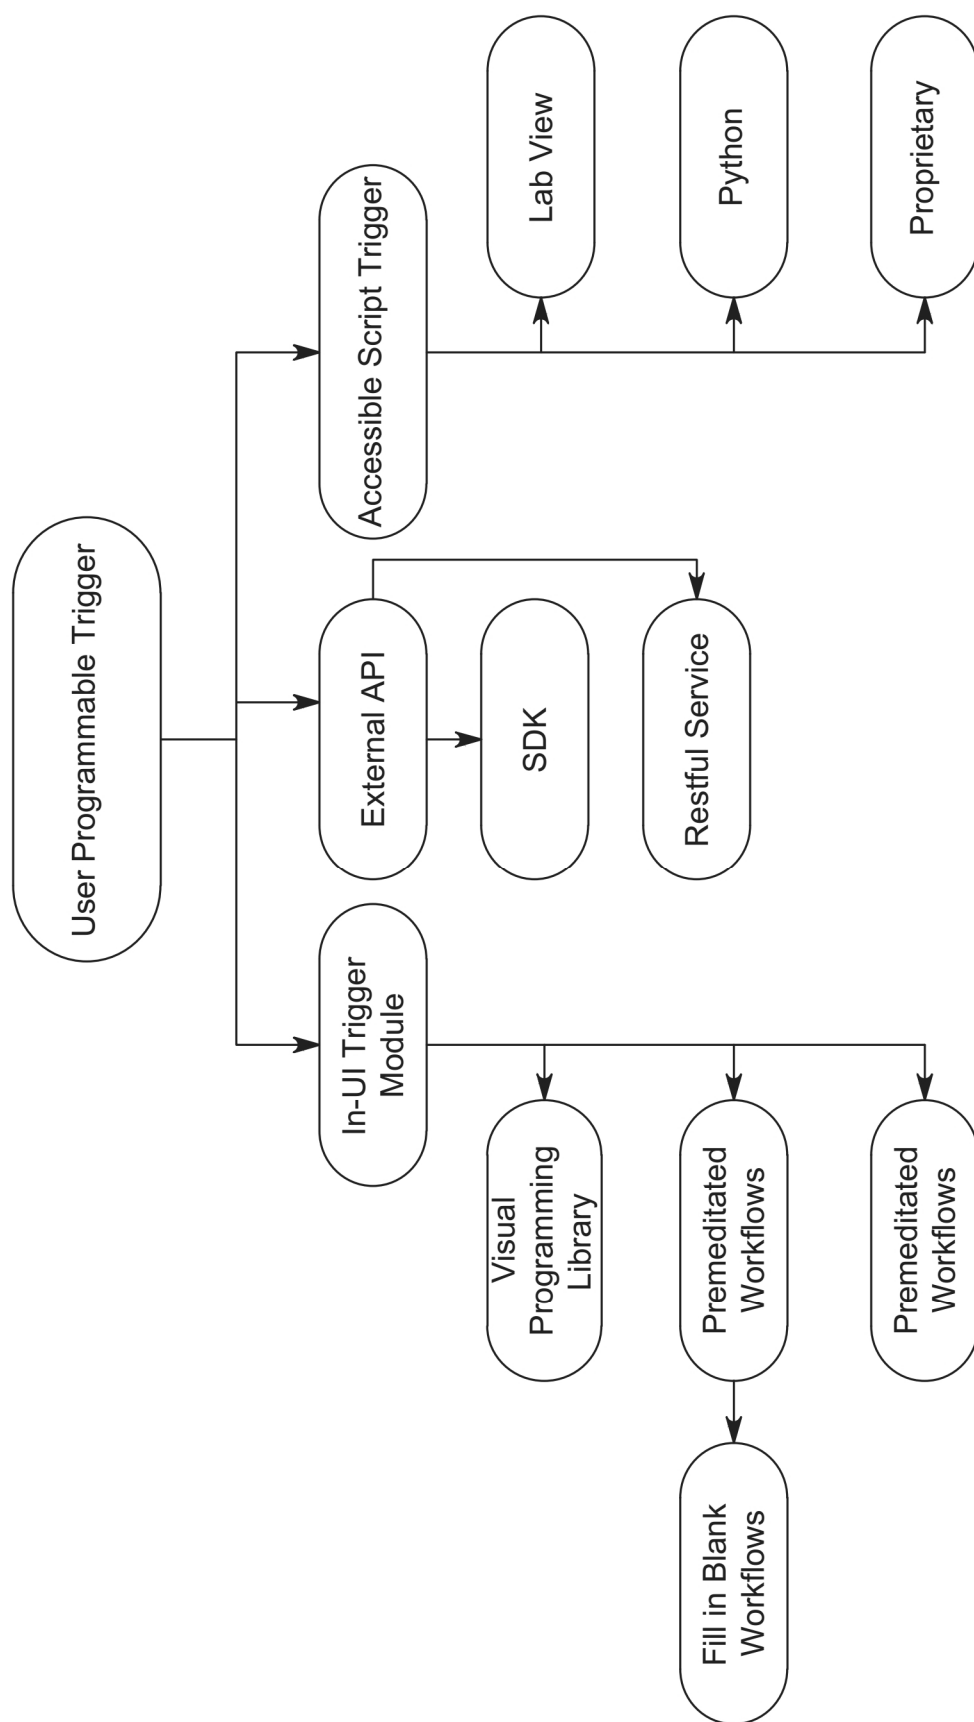 User Programmable Trigger
In-UI Trigger
Module
External API
Accessible Script Trigger
Visual
Programming
Library
SDK
Lab View
Fill in Blank
Workflows
Premeditated
Workflows
Restful Service
Python
Premeditated
Workflows
Proprietary